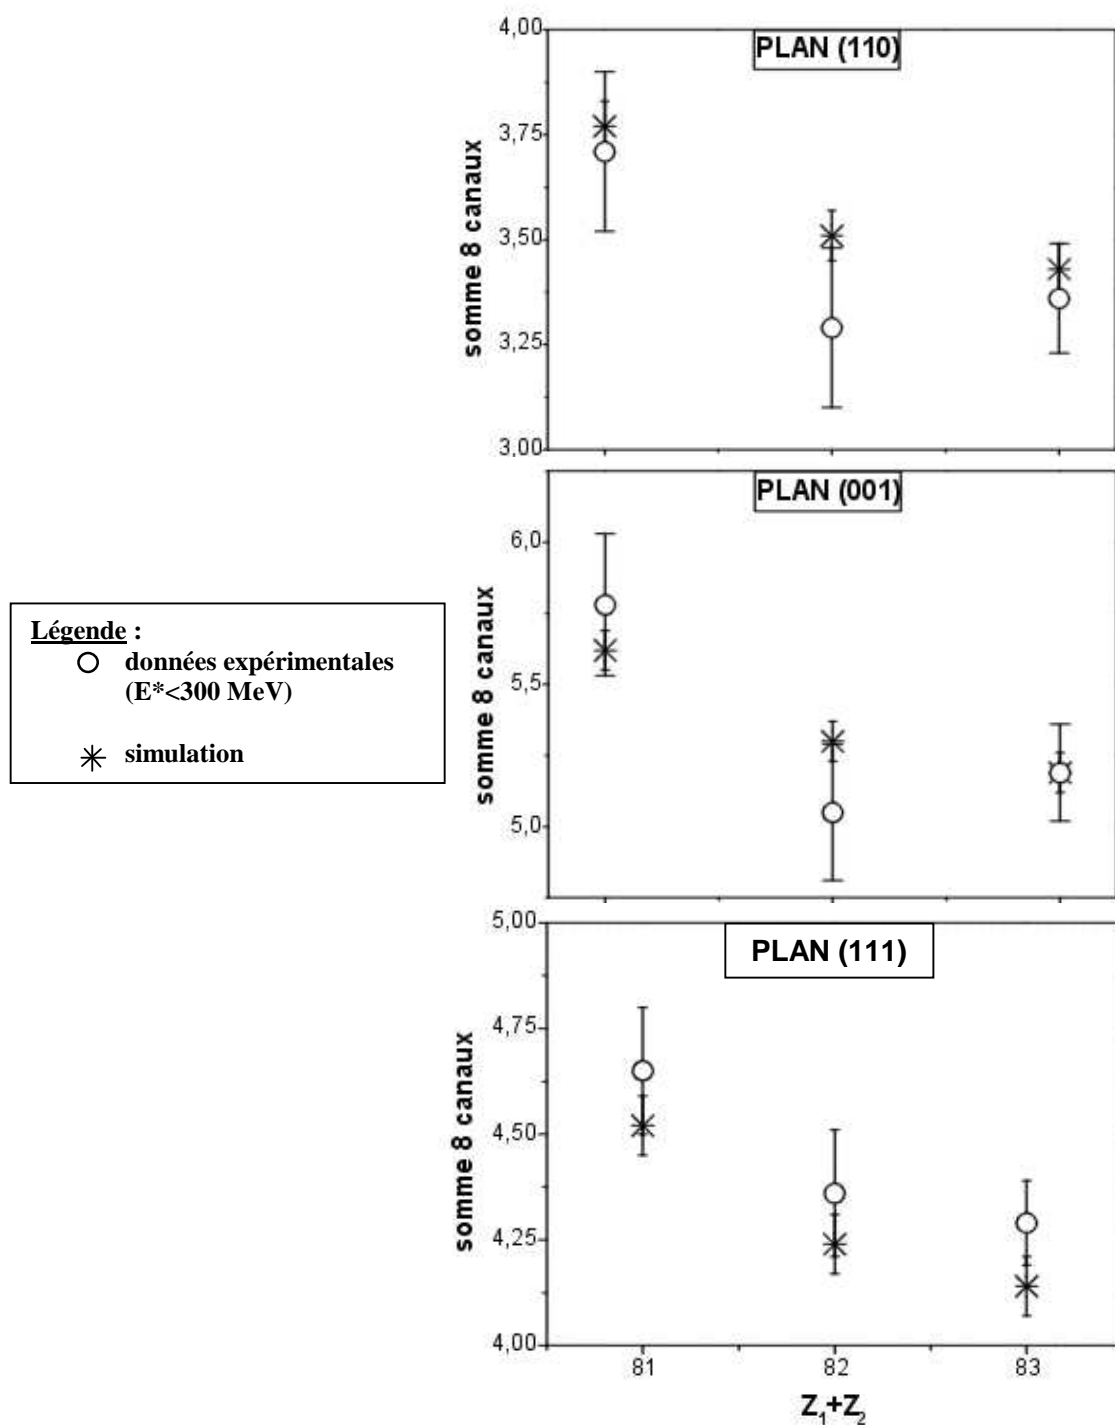 PLAN (110)
4,00
3,75
3,50
3,25
3,00
somme 8 canaux
PLAN (001)
6,0
5,5
5,0
somme 8 canaux
Légende :
données expérimentales
(E*<300 MeV)
simulation
PLAN (111)
5,00
4,75
4,50
4,25
4,00
somme 8 canaux
81 82 83
Z₁+Z₂